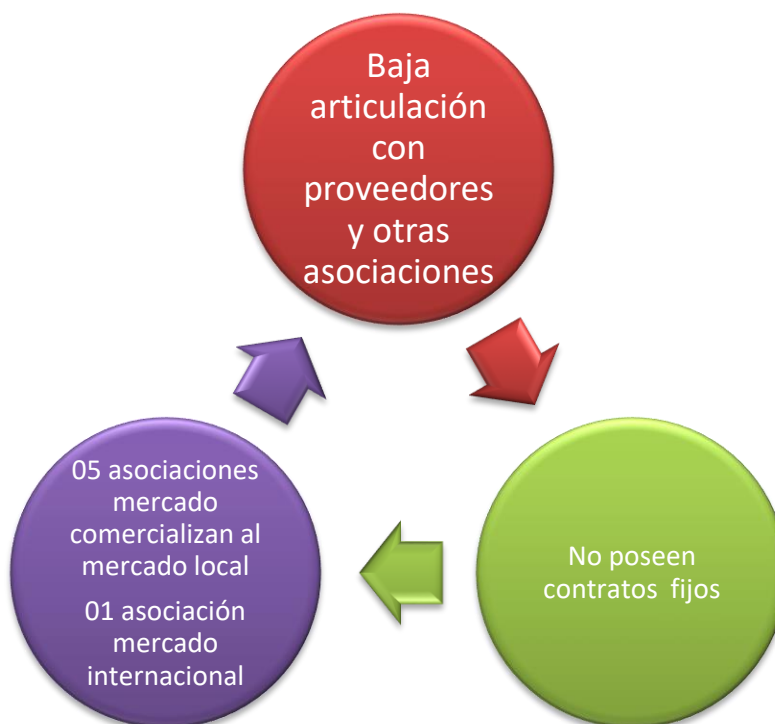 Baja
articulación
con
proveedores
y otras
asociaciones
No poseen
contratos fijos
05 asociaciones
mercado
comercializan al
mercado local
01 asociación
mercado
internacional